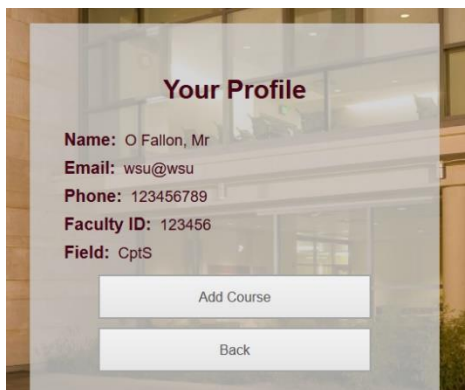 Your Profile
Name: O Fallon, Mr
Email: wsu@wsu
Phone: 123456789
Faculty ID: 123456
Field: CptS
Add Course
Back